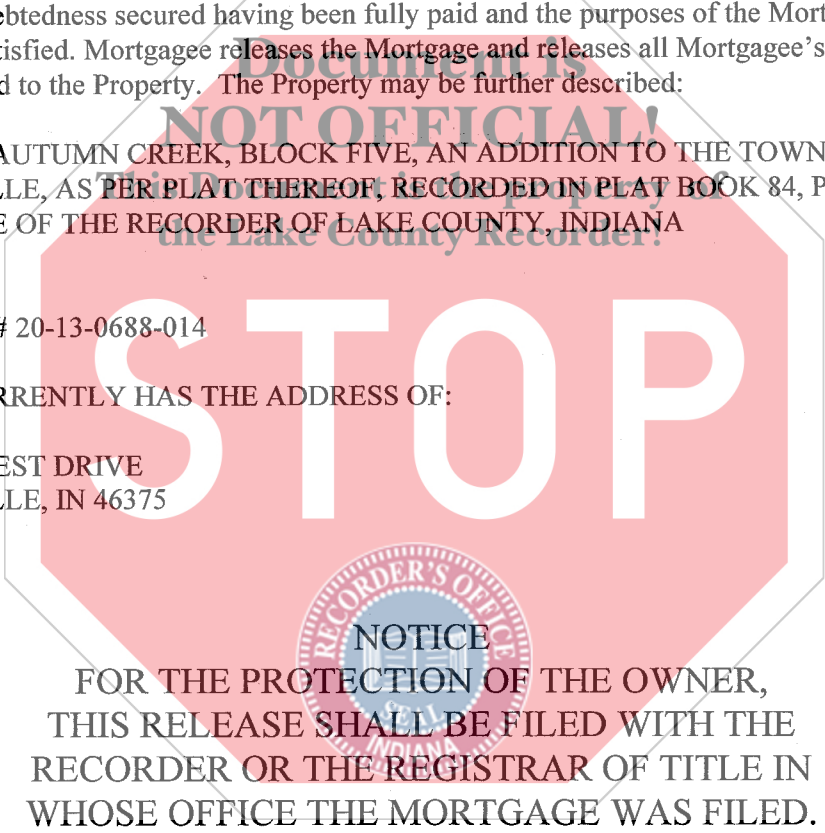 ebtedness secured having been fully paid and the purposes of the Mort
tisfied. Mortgagee releases the Mortgage and releases all Mortgagee's
d to the Property. The Property may be further described:
Document is
NOT OFFICIAL!
This Document is the property of
the Lake County Recorder!
AUTUMN CREEK, BLOCK FIVE, AN ADDITION TO THE TOWN
LLE, AS PER PLAT THEREOF, RECORDED IN PLAT BOOK 84, P
E OF THE RECORDER OF LAKE COUNTY, INDIANA
STOP
# 20-13-0688-014
RRENTLY HAS THE ADDRESS OF:
EST DRIVE
LLE, IN 46375
RECORDER'S OFFICE
SEAL
INDIANA
NOTICE
FOR THE PROTECTION OF THE OWNER,
THIS RELEASE SHALL BE FILED WITH THE
RECORDER OR THE REGISTRAR OF TITLE IN
WHOSE OFFICE THE MORTGAGE WAS FILED.